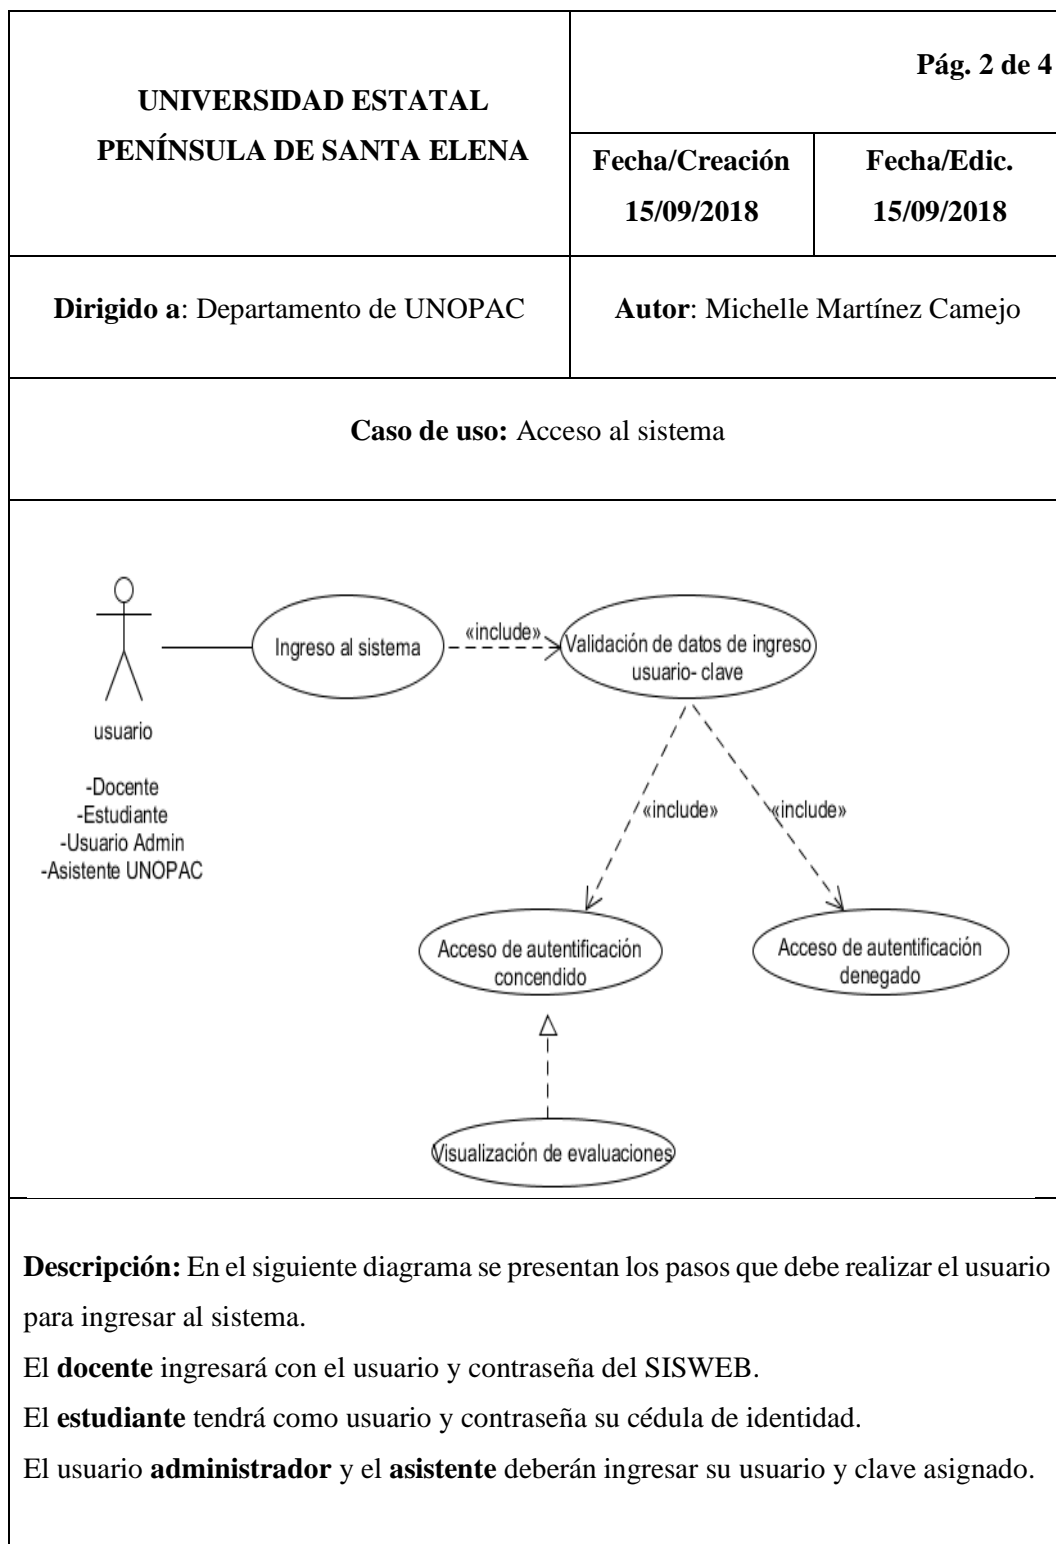 UNIVERSIDAD ESTATAL
PENÍNSULA DE SANTA ELENA
Pág. 2 de 4
Fecha/Creación
15/09/2018
Fecha/Edic.
15/09/2018
Dirigido a: Departamento de UNOPAC
Autor: Michelle Martínez Camejo
Caso de uso: Acceso al sistema
usuario
-Docente
-Estudiante
-Usuario Admin
-Asistente UNOPAC
Ingreso al sistema
«include»
Validación de datos de ingreso
usuario- clave
«include»
«include»
Acceso de autentificación
concendido
Acceso de autentificación
denegado
Visualización de evaluaciones
Descripción: En el siguiente diagrama se presentan los pasos que debe realizar el usuario
para ingresar al sistema.
El docente ingresará con el usuario y contraseña del SISWEB.
El estudiante tendrá como usuario y contraseña su cédula de identidad.
El usuario administrador y el asistente deberán ingresar su usuario y clave asignado.